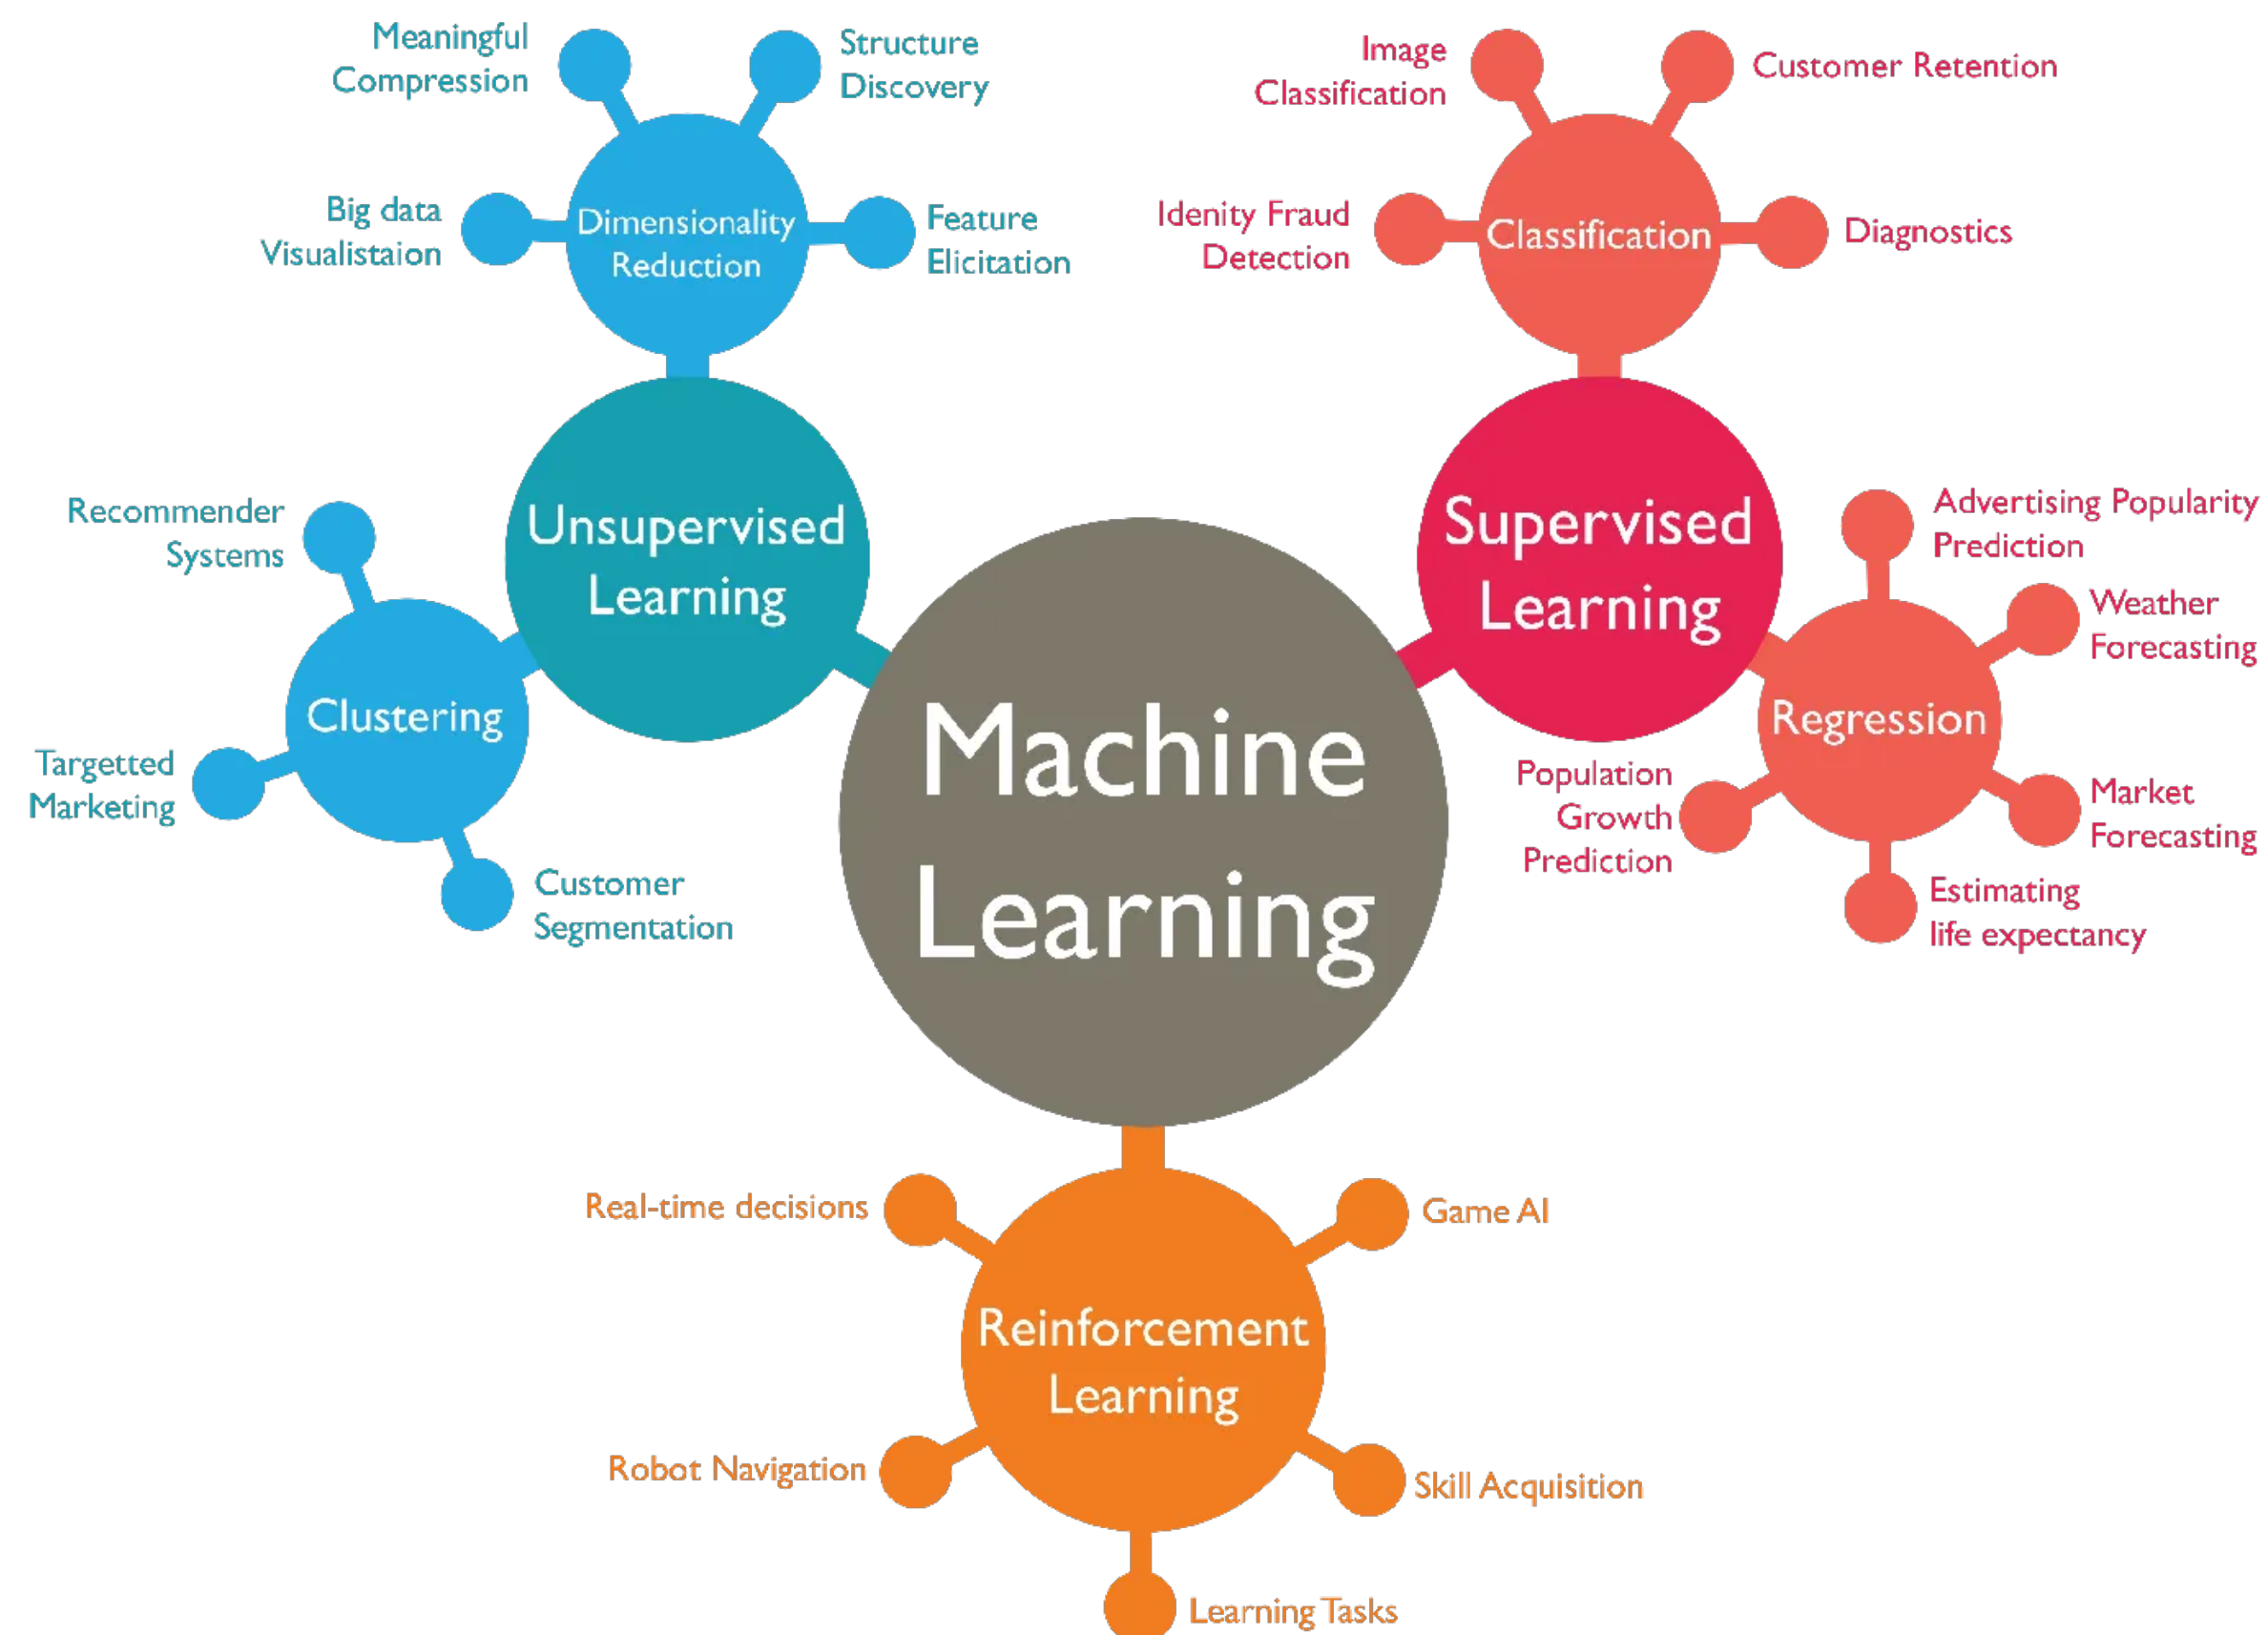 Meaningful
Compression
Structure
Discovery
Big data
Visualistaion
Dimensionality
Reduction
Feature
Elicitation
Image
Classification
Customer Retention
Idenity Fraud
Detection
Classification
Diagnostics
Recommender
Systems
Unsupervised
Learning
Clustering
Targetted
Marketing
Customer
Segmentation
Machine
Learning
Supervised
Learning
Advertising Popularity
Prediction
Weather
Forecasting
Regression
Population
Growth
Prediction
Market
Forecasting
Estimating
life expectancy
Real-time decisions
Game AI
Reinforcement
Learning
Robot Navigation
Skill Acquisition
Learning Tasks